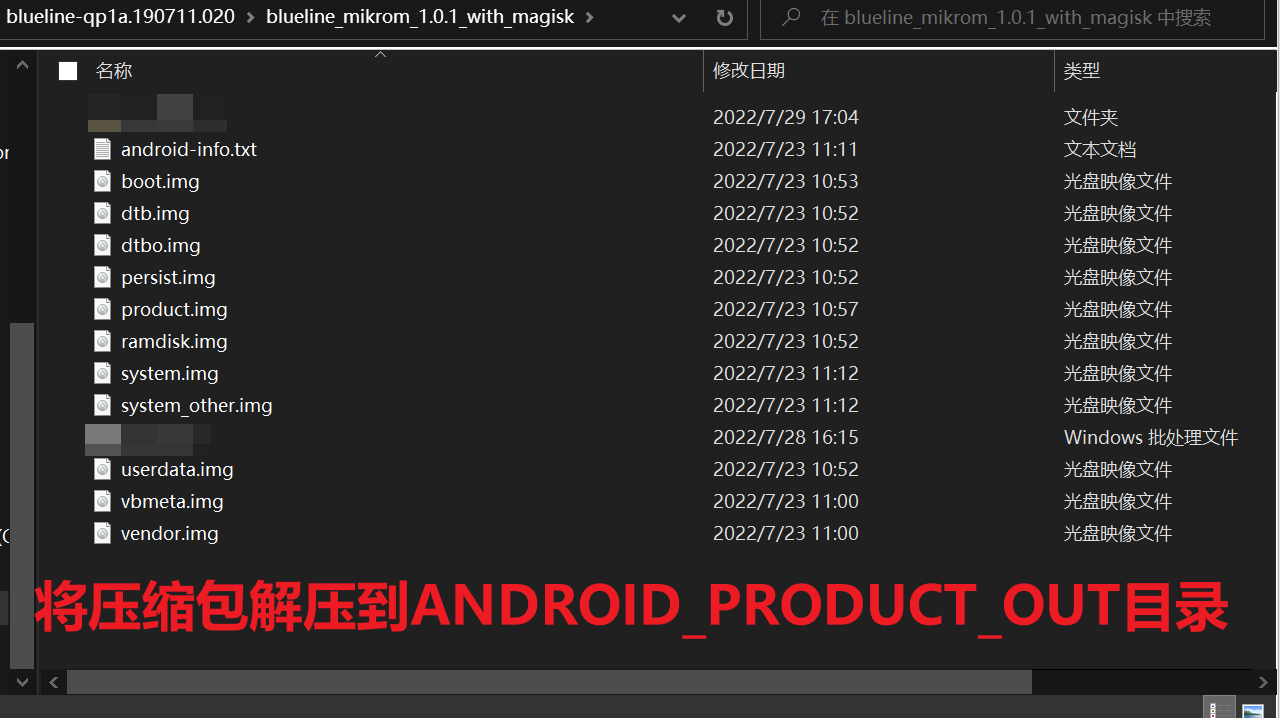 blueline-qp1a.190711.020 > blueline_mikrom_1.0.1_with_magisk > 在 blueline_mikrom_1.0.1_with_magisk 中搜索
名称 修改日期 类型
2022/7/29 17:04 文件夹
android-info.txt 2022/7/23 11:11 文本文档
boot.img 2022/7/23 10:53 光盘映像文件
dtb.img 2022/7/23 10:52 光盘映像文件
dtbo.img 2022/7/23 10:52 光盘映像文件
persist.img 2022/7/23 10:52 光盘映像文件
product.img 2022/7/23 10:57 光盘映像文件
ramdisk.img 2022/7/23 10:52 光盘映像文件
system.img 2022/7/23 11:12 光盘映像文件
system_other.img 2022/7/23 11:12 光盘映像文件
2022/7/28 16:15 Windows 批处理文件
userdata.img 2022/7/23 10:52 光盘映像文件
vbmeta.img 2022/7/23 11:00 光盘映像文件
vendor.img 2022/7/23 11:00 光盘映像文件
将压缩包解压到ANDROID_PRODUCT_OUT目录